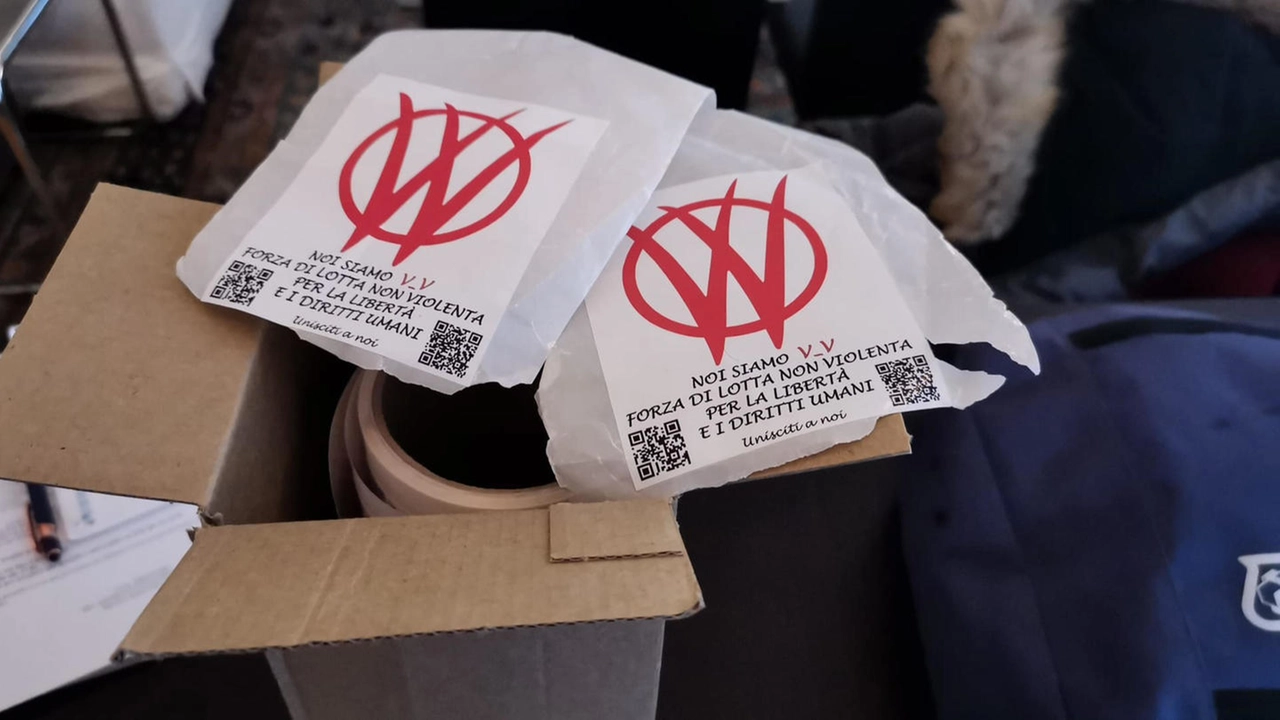 NOI SIAMO V_V
FORZA DI LOTTA NON VIOLENTA
PER LA LIBERTÀ
E I DIRITTI UMANI
Unisciti a noi
NOI SIAMO V_V
FORZA DI LOTTA NON VIOLENTA
PER LA LIBERTÀ
E I DIRITTI UMANI
Unisciti a noi